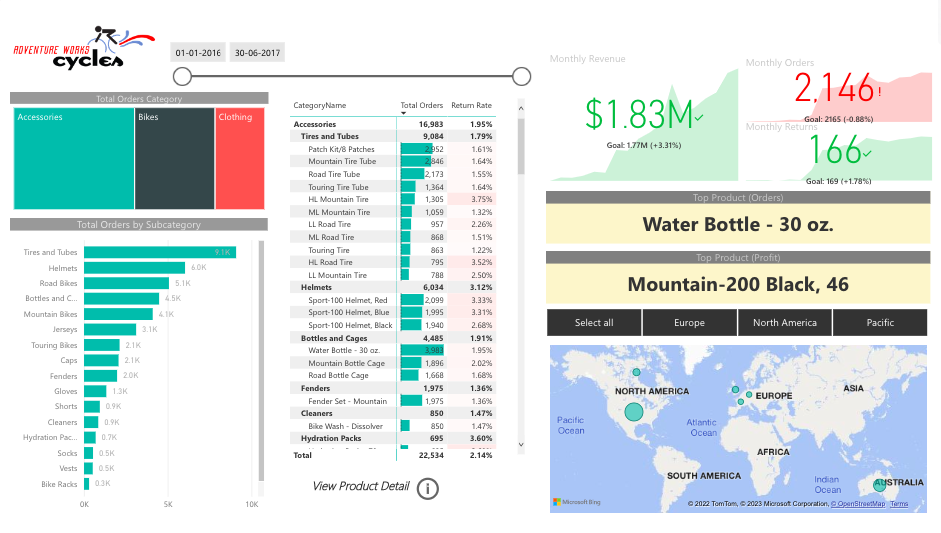 ADVENTURE WORKS
cycles
01-01-2016 30-06-2017
Total Orders Category
Accessories Bikes Clothing
Total Orders by Subcategory
Tires and Tubes 9.1K
Helmets 6.0K
Road Bikes 5.1K
Bottles and C... 4.5K
Mountain Bikes 4.1K
Jerseys 3.1K
Touring Bikes 2.1K
Caps 2.1K
Fenders 2.0K
Gloves 1.3K
Shorts 0.9K
Cleaners 0.9K
Hydration Pac... 0.7K
Socks 0.5K
Vests 0.5K
Bike Racks 0.3K
0K 5K 10K
CategoryName Total Orders Return Rate
Accessories 16,983 1.95%
Tires and Tubes 9,084 1.79%
Patch Kit/8 Patches 2,952 1.61%
Mountain Tire Tube 2,846 1.64%
Road Tire Tube 2,173 1.55%
Touring Tire Tube 1,364 1.64%
HL Mountain Tire 1,305 3.75%
ML Mountain Tire 1,059 1.32%
LL Road Tire 957 2.26%
ML Road Tire 868 1.51%
Touring Tire 863 1.22%
HL Road Tire 795 3.52%
LL Mountain Tire 788 2.50%
Helmets 6,034 3.12%
Sport-100 Helmet, Red 2,099 3.33%
Sport-100 Helmet, Blue 1,995 3.31%
Sport-100 Helmet, Black 1,940 2.68%
Bottles and Cages 4,485 1.91%
Water Bottle - 30 oz. 3,983 1.95%
Mountain Bottle Cage 1,896 2.02%
Road Bottle Cage 1,668 1.68%
Fenders 1,975 1.36%
Fender Set - Mountain 1,975 1.36%
Cleaners 850 1.47%
Bike Wash - Dissolver 850 1.47%
Hydration Packs 695 3.60%
Total 22,534 2.14%
View Product Detail i
Monthly Revenue
$1.83M
Goal: 1.77M (+3.31%)
Monthly Orders
2,146!
Goal: 2165 (-0.88%)
Monthly Returns
166
Goal: 169 (+1.78%)
Top Product (Orders)
Water Bottle - 30 oz.
Top Product (Profit)
Mountain-200 Black, 46
Select all Europe North America Pacific
NORTH AMERICA
EUROPE
ASIA
Pacific
Ocean
Atlantic
Ocean
AFRICA
SOUTH AMERICA
Indian
Ocean
AUSTRALIA
Microsoft Bing
© 2022 TomTom, © 2023 Microsoft Corporation, © OpenStreetMap Terms